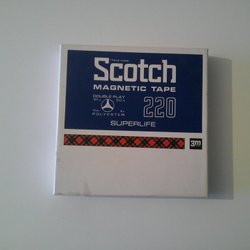 Scotch
MAGNETIC TAPE
DOUBLE PLAY
220
POLYESTER
SUPERLIFE
3M